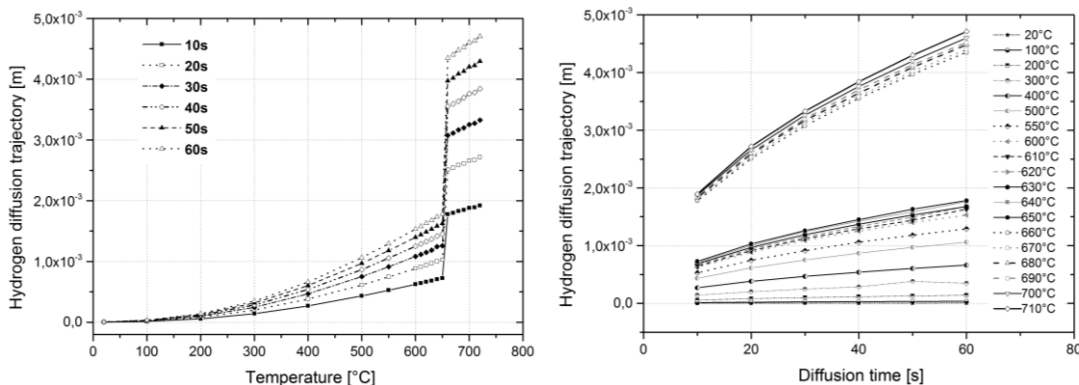 5,0x10⁻³
4,0x10⁻³
3,0x10⁻³
2,0x10⁻³
1,0x10⁻³
0,0
Hydrogen diffusion trajectory [m]
10s
20s
30s
40s
50s
60s
0 100 200 300 400 500 600 700 800
Temperature [°C]
5,0x10⁻³
4,0x10⁻³
3,0x10⁻³
2,0x10⁻³
1,0x10⁻³
0,0
Hydrogen diffusion trajectory [m]
20°C
100°C
200°C
300°C
400°C
500°C
550°C
600°C
610°C
620°C
630°C
640°C
650°C
660°C
670°C
680°C
690°C
700°C
710°C
0 20 40 60 80
Diffusion time [s]